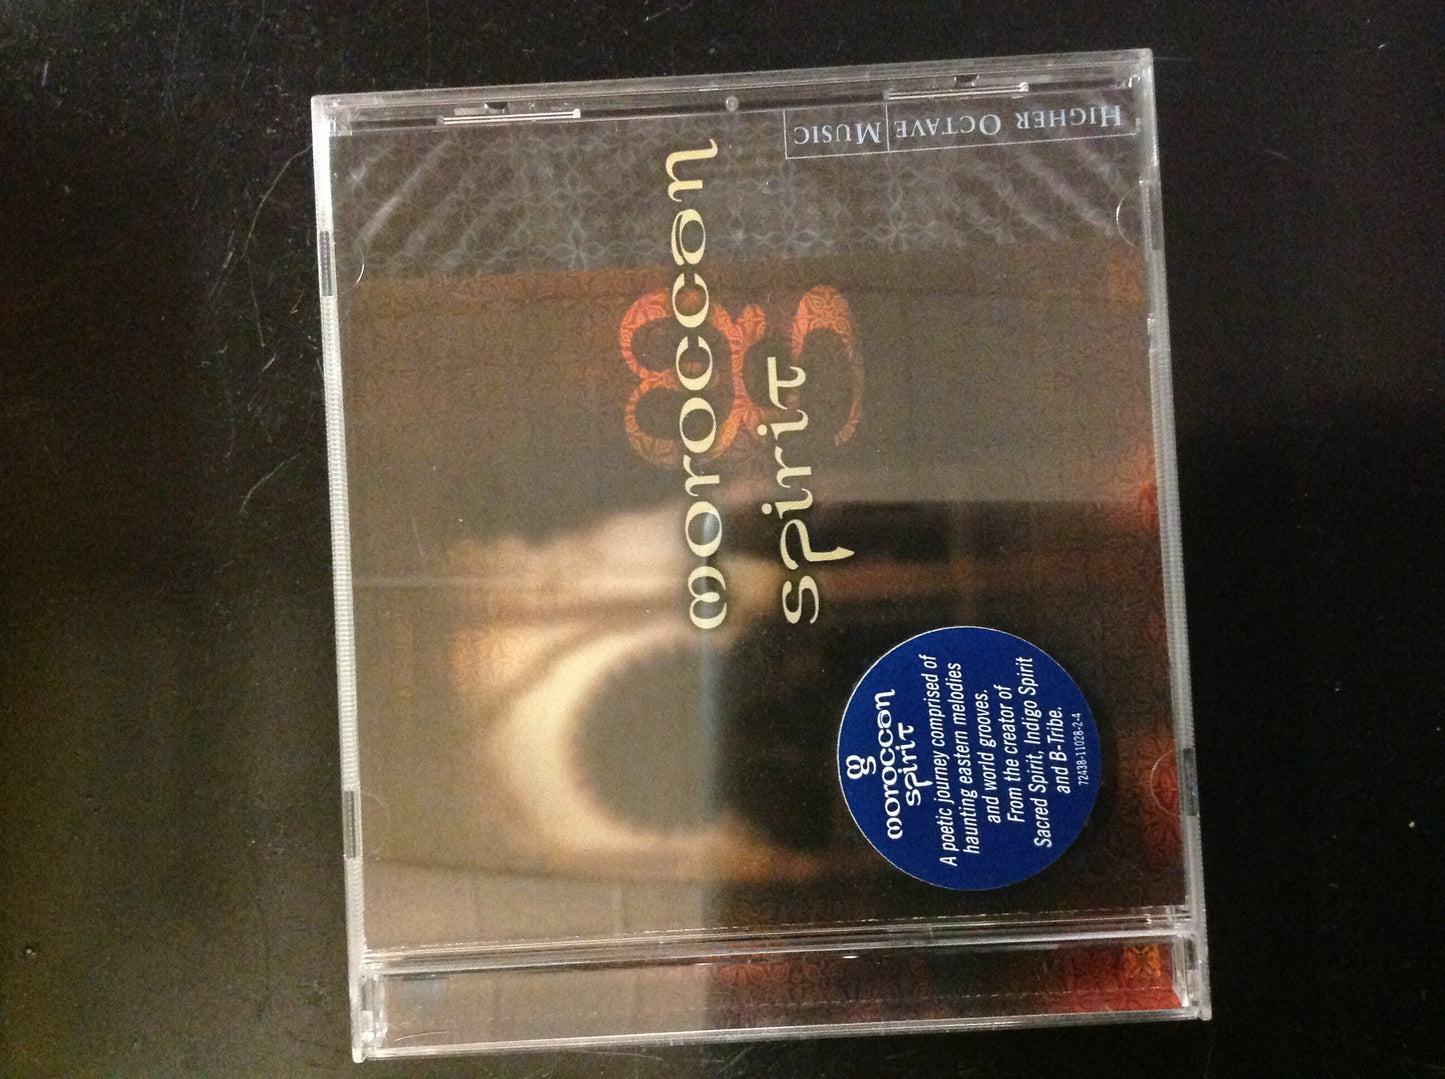 moroccan
spirit
HIGHER OCTAVE MUSIC
ms
moroccan
spirit
A poetic journey comprised of
haunting eastern melodies
and world grooves.
From the creator of
Sacred Spirit, Indigo Spirit
and B-Tribe.
72438-11028-2-4